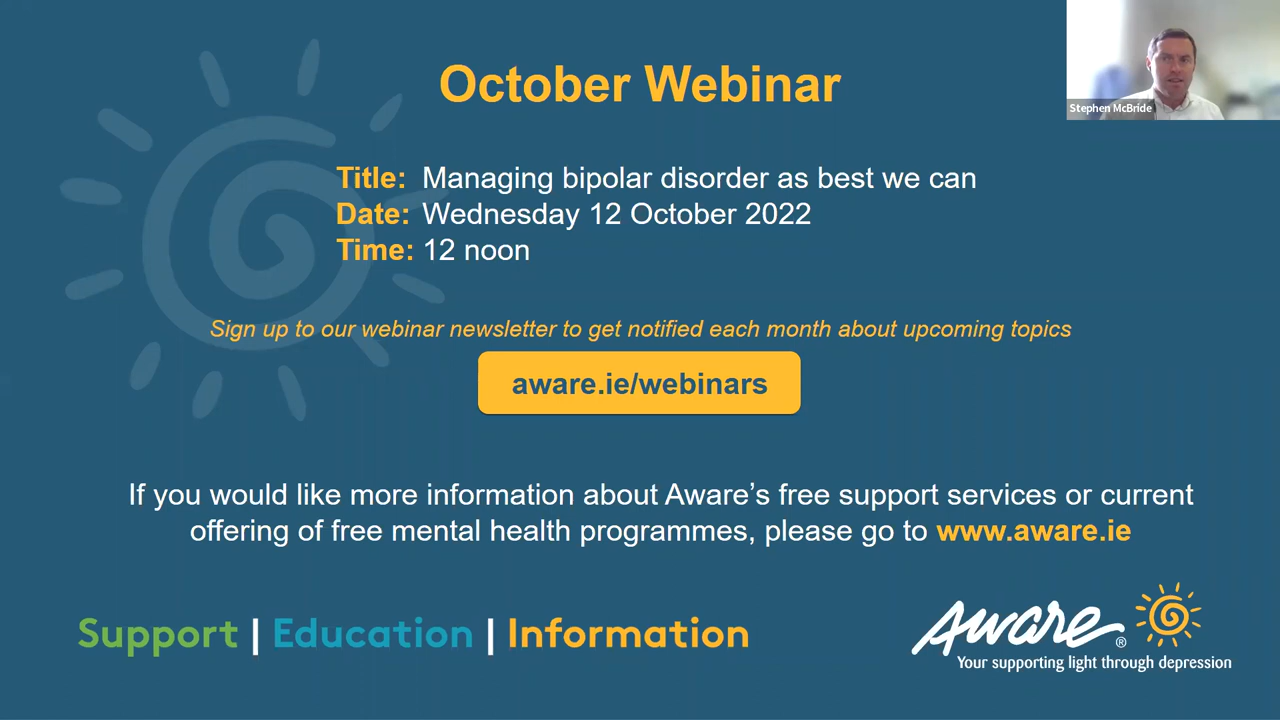 October Webinar
Stephen McBride
Title: Managing bipolar disorder as best we can
Date: Wednesday 12 October 2022
Time: 12 noon
Sign up to our webinar newsletter to get notified each month about upcoming topics
aware.ie/webinars
If you would like more information about Aware’s free support services or current
offering of free mental health programmes, please go to www.aware.ie
Support | Education | Information
Aware®
Your supporting light through depression